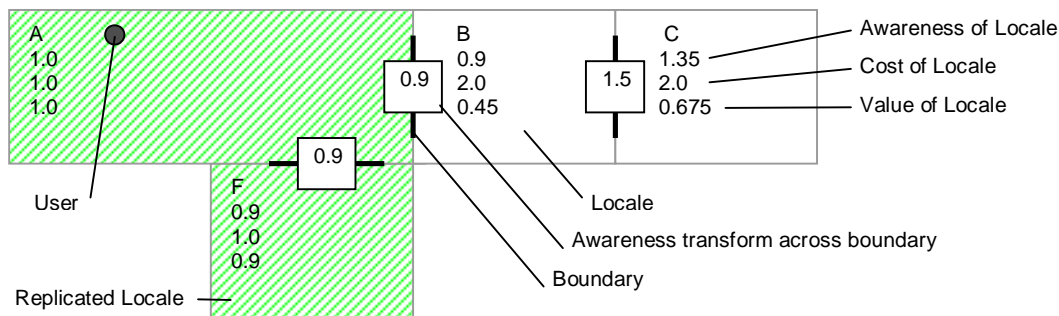 A
1.0
1.0
1.0
0.9
B
0.9
2.0
0.45
1.5
C
1.35
2.0
0.675
Awareness of Locale
Cost of Locale
Value of Locale
0.9
F
0.9
1.0
0.9
User
Locale
Awareness transform across boundary
Boundary
Replicated Locale